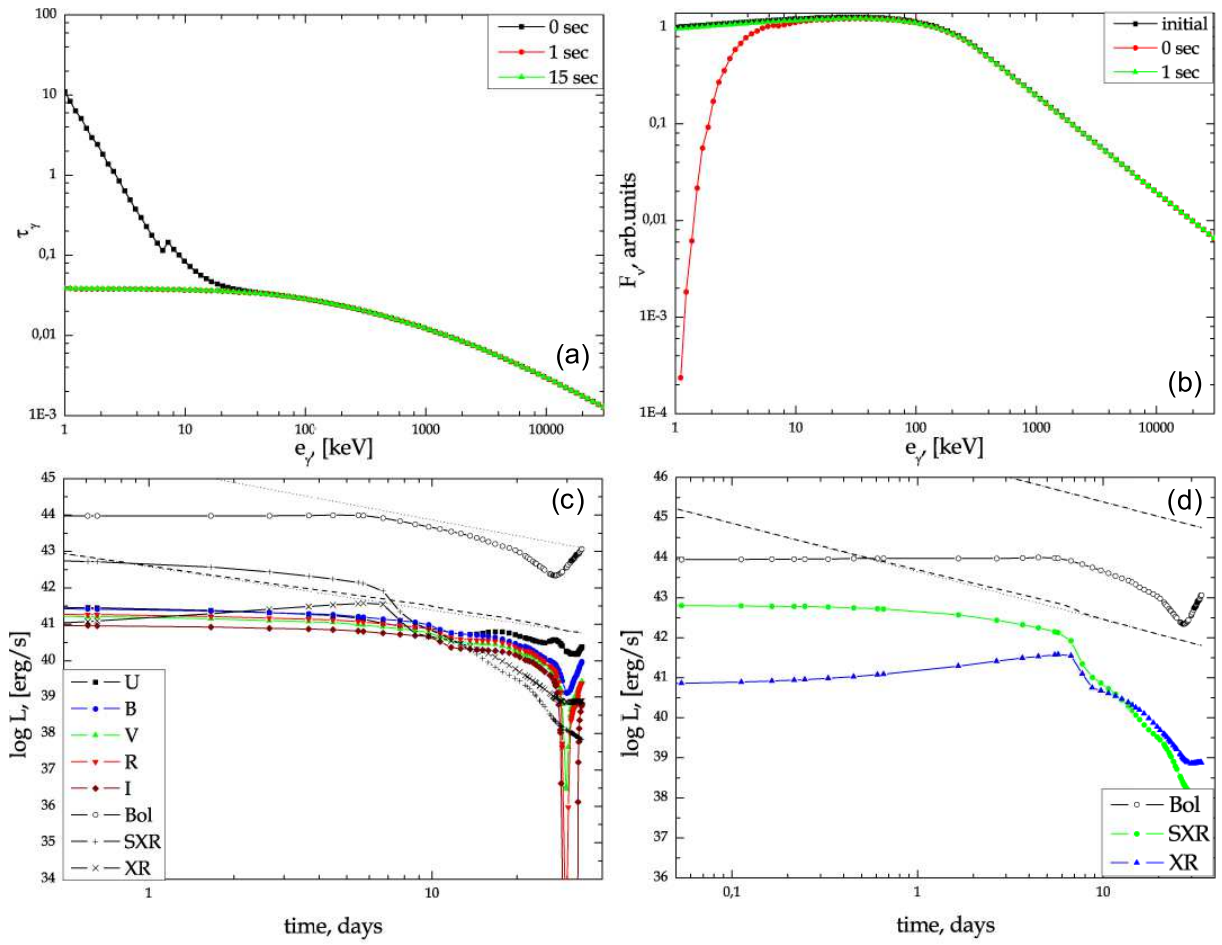 0 sec
1 sec
15 sec
100
10
1
0,1
0,01
1E-3
τγ
1
10
100
1000
10000
eγ, [keV]
(a)
initial
0 sec
1 sec
1
0,1
0,01
1E-3
1E-4
Fν, arb.units
1
10
100
1000
10000
eγ, [keV]
(b)
45
44
43
42
41
40
39
38
37
36
35
34
log L, [erg/s]
(c)
U
B
V
R
I
Bol
SXR
XR
1
10
time, days
46
45
44
43
42
41
40
39
38
37
36
log L, [erg/s]
(d)
Bol
SXR
XR
0,1
1
10
time, days